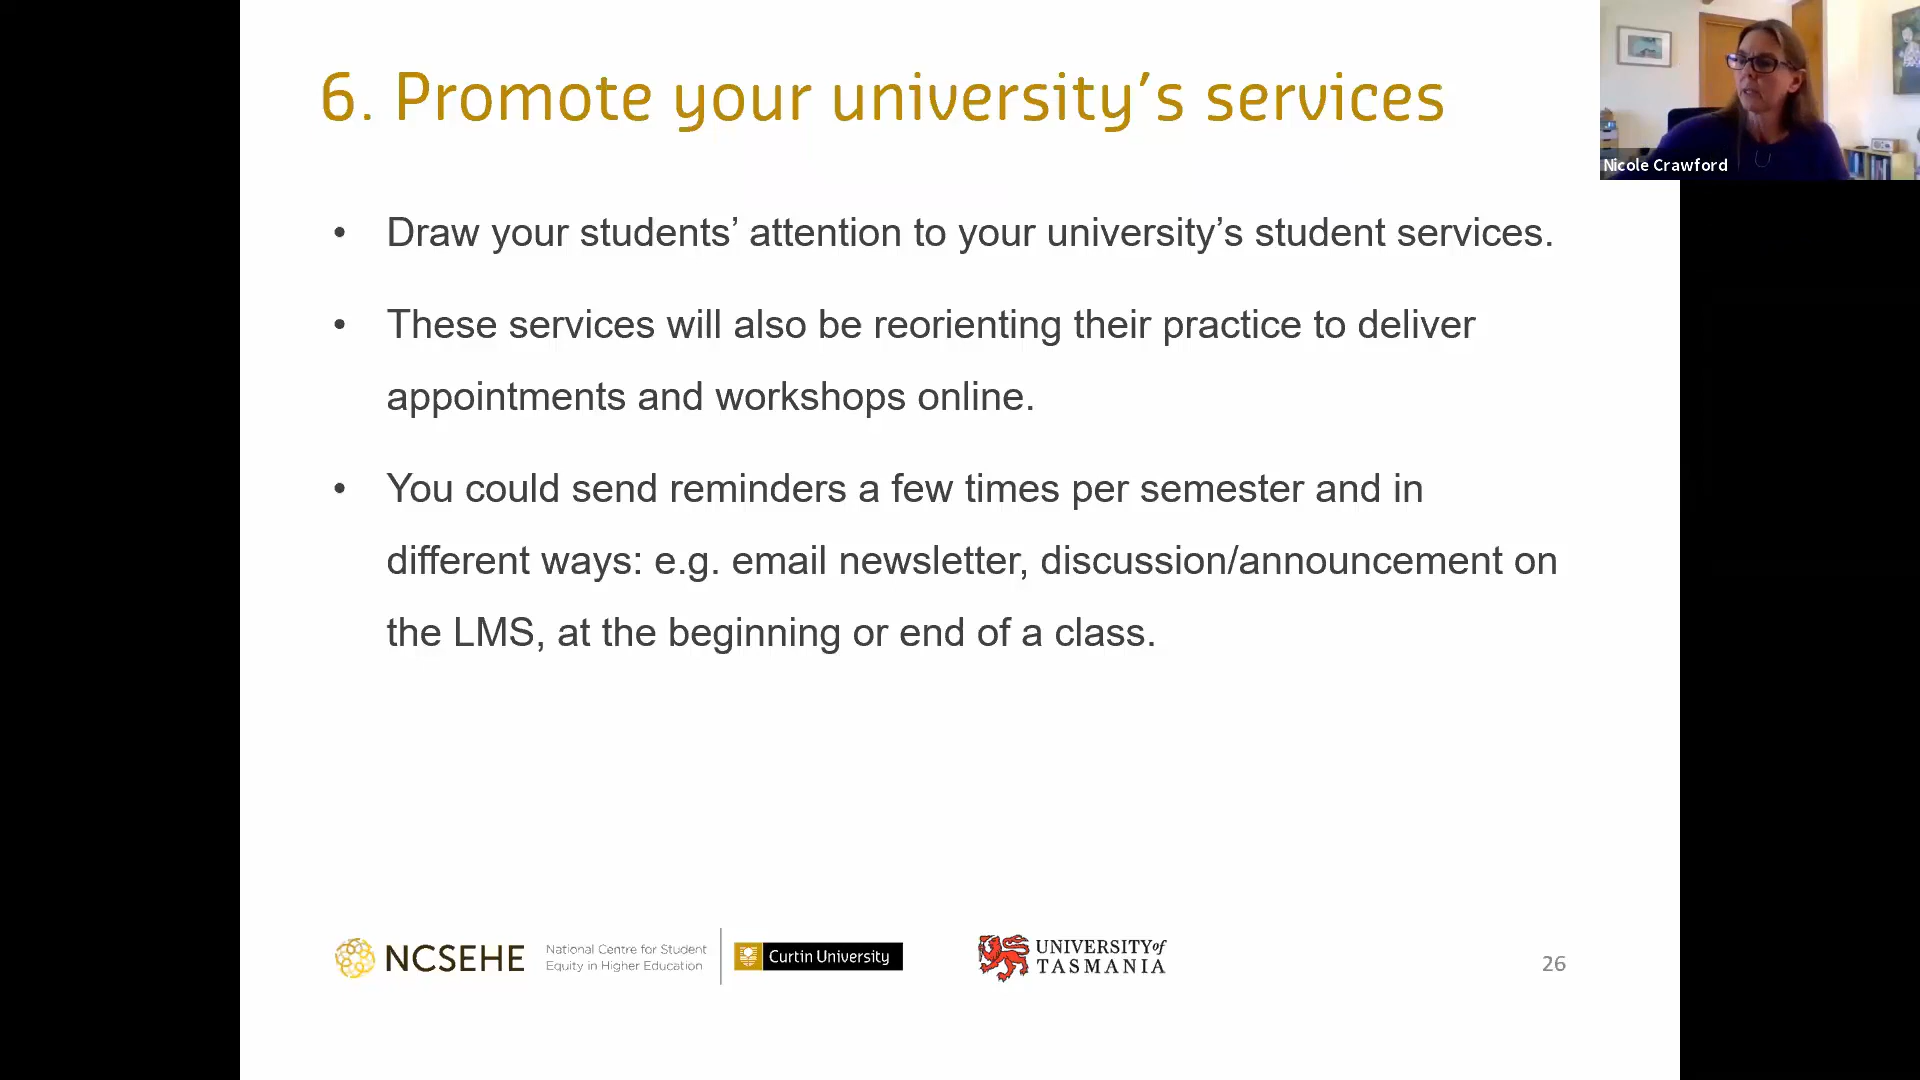 6. Promote your university’s services
Nicole Crawford
• Draw your students’ attention to your university’s student services.
• These services will also be reorienting their practice to deliver
appointments and workshops online.
• You could send reminders a few times per semester and in
different ways: e.g. email newsletter, discussion/announcement on
the LMS, at the beginning or end of a class.
NCSEHE
National Centre for Student
Equity in Higher Education
Curtin University
UNIVERSITY of
TASMANIA
26